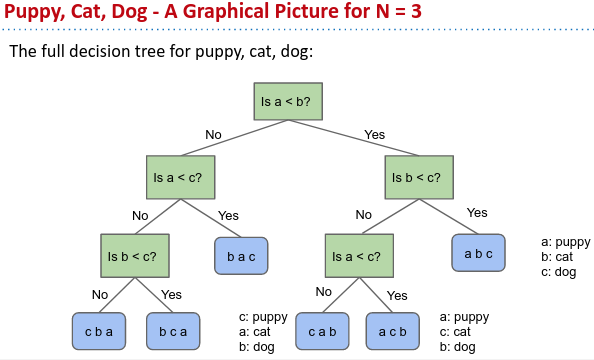 Puppy, Cat, Dog - A Graphical Picture for N = 3
The full decision tree for puppy, cat, dog:
Is a < b?
No
Yes
Is a < c?
Is b < c?
No
Yes
No
Yes
Is b < c?
b a c
Is a < c?
a b c
a: puppy
b: cat
c: dog
No
Yes
No
Yes
c b a
b c a
c: puppy
a: cat
b: dog
c a b
a c b
a: puppy
c: cat
b: dog